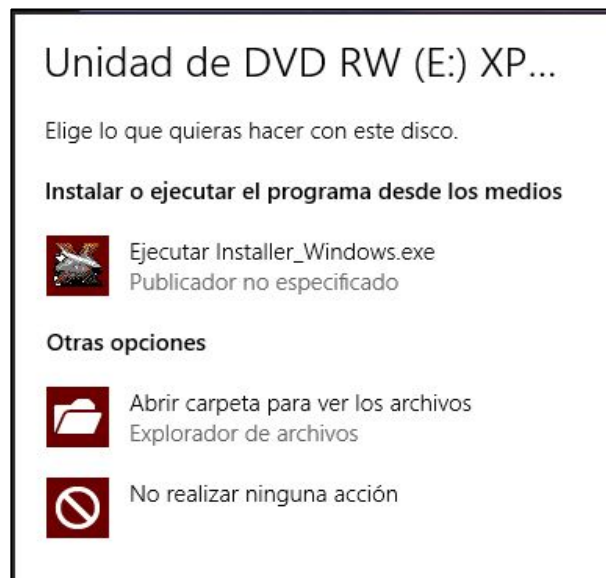 Unidad de DVD RW (E:) XP...
Elige lo que quieras hacer con este disco.
Instalar o ejecutar el programa desde los medios
Ejecutar Installer_Windows.exe
Publicador no especificado
Otras opciones
Abrir carpeta para ver los archivos
Explorador de archivos
No realizar ninguna acción